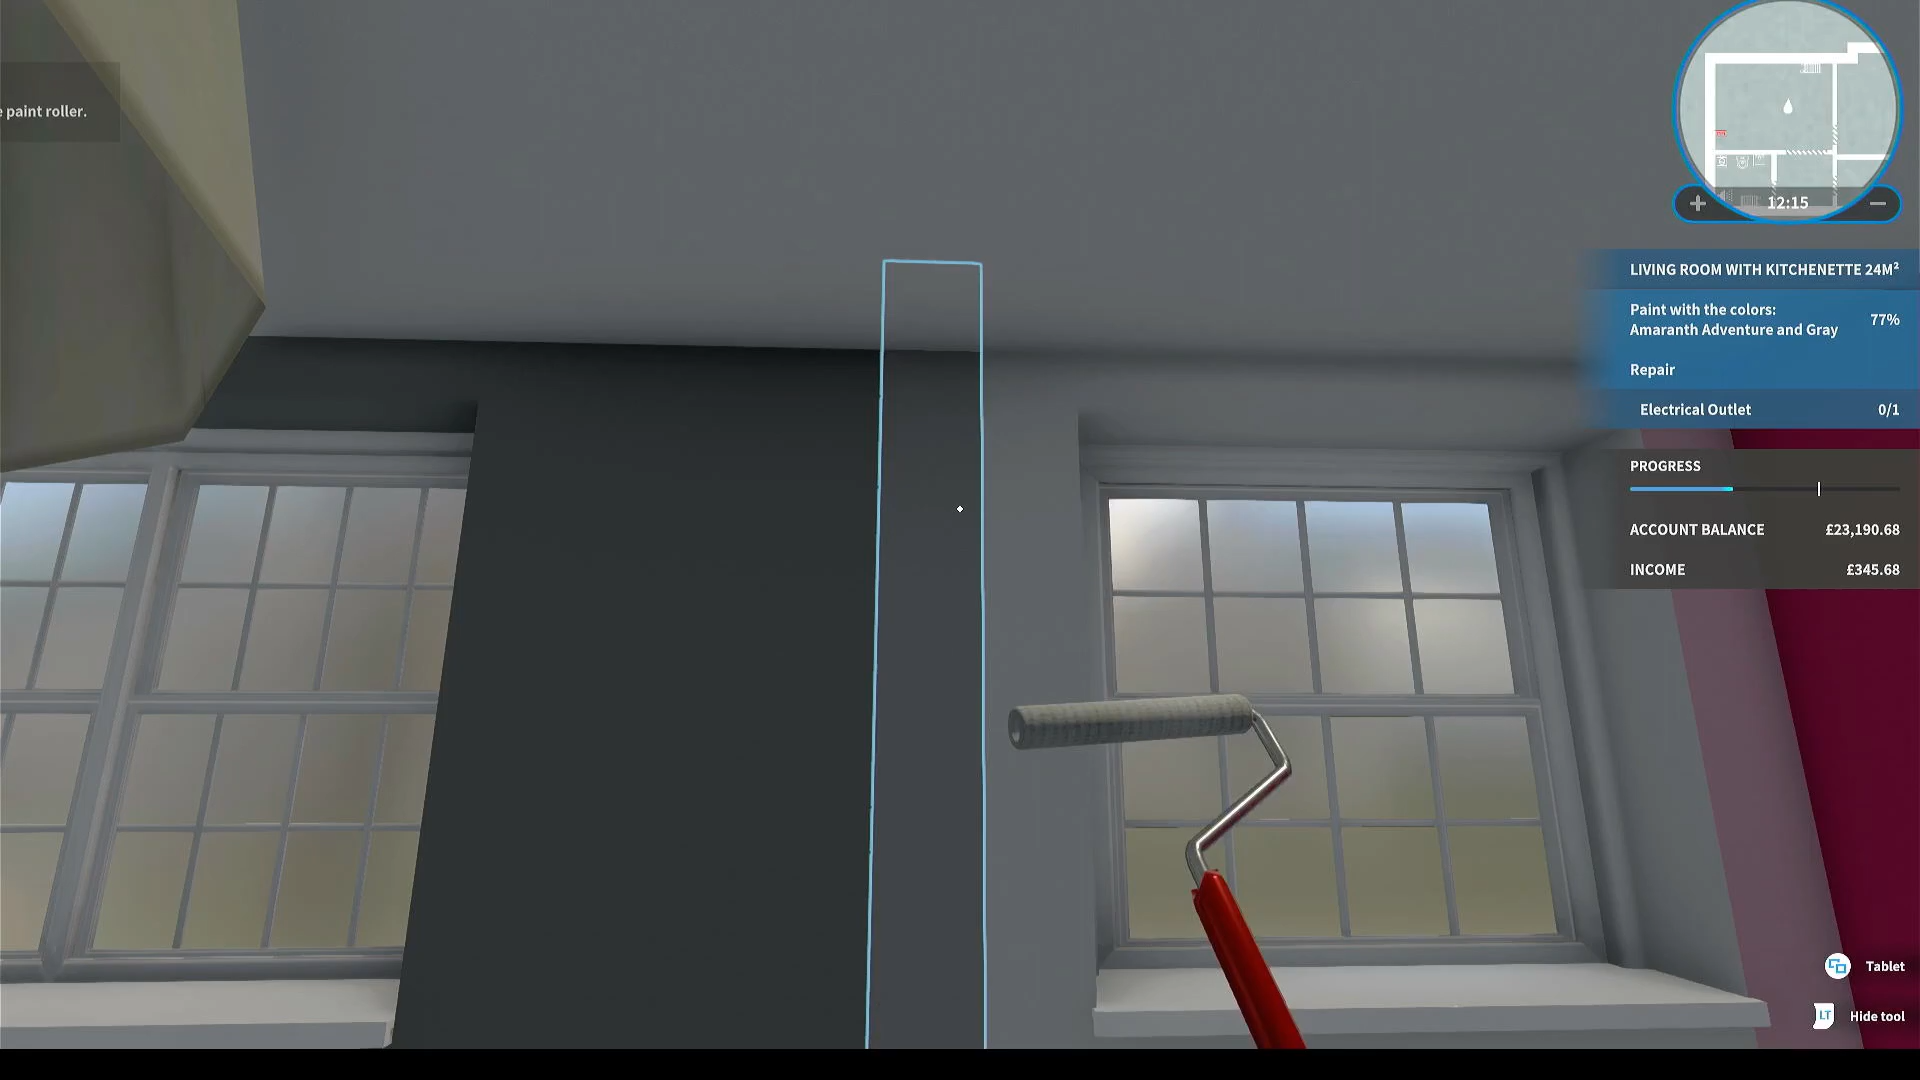 e paint roller.
12:15
LIVING ROOM WITH KITCHENETTE 24M²
Paint with the colors:
Amaranth Adventure and Gray
77%
Repair
Electrical Outlet 0/1
PROGRESS
ACCOUNT BALANCE £23,190.68
INCOME £345.68
Tablet
LT Hide tool